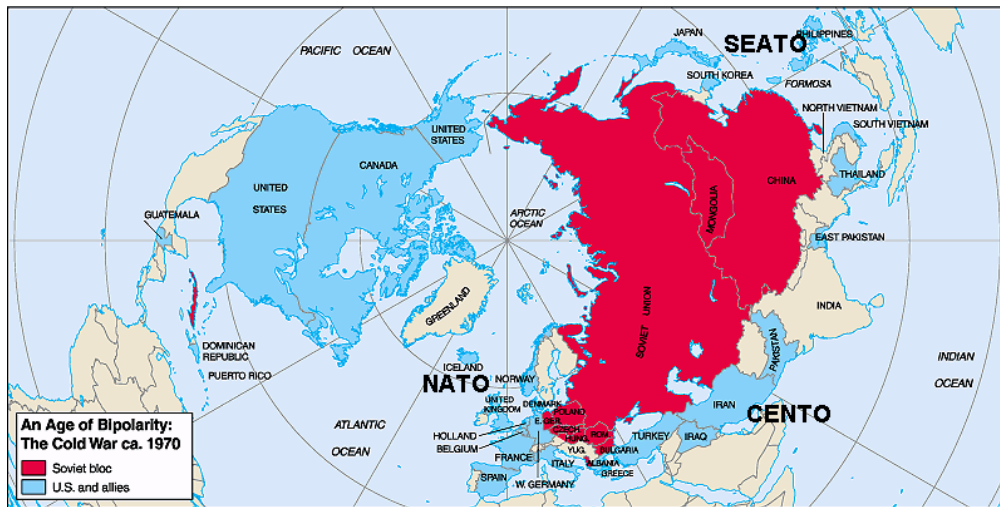 PACIFIC OCEAN
JAPAN
SEATO
PHILIPPINES
SOUTH KOREA
FORMOSA
NORTH VIETNAM
SOUTH VIETNAM
UNITED
STATES
CANADA
UNITED
STATES
CHINA
THAILAND
MONGOLIA
GUATEMALA
ARCTIC
OCEAN
EAST PAKISTAN
GREENLAND
INDIA
SOVIET UNION
PAKISTAN
DOMINICAN
REPUBLIC
PUERTO RICO
ICELAND
NATO
NORWAY
INDIAN
OCEAN
UNITED
KINGDOM
DENMARK
POLAND
E. GER.
IRAN
CENTO
ATLANTIC
OCEAN
HOLLAND
BELGIUM
CZECH
HUNG.
ROM.
TURKEY
IRAQ
YUG.
BULGARIA
FRANCE
ITALY
ALBANIA
GREECE
SPAIN
W. GERMANY
An Age of Bipolarity:
The Cold War ca. 1970
Soviet bloc
U.S. and allies